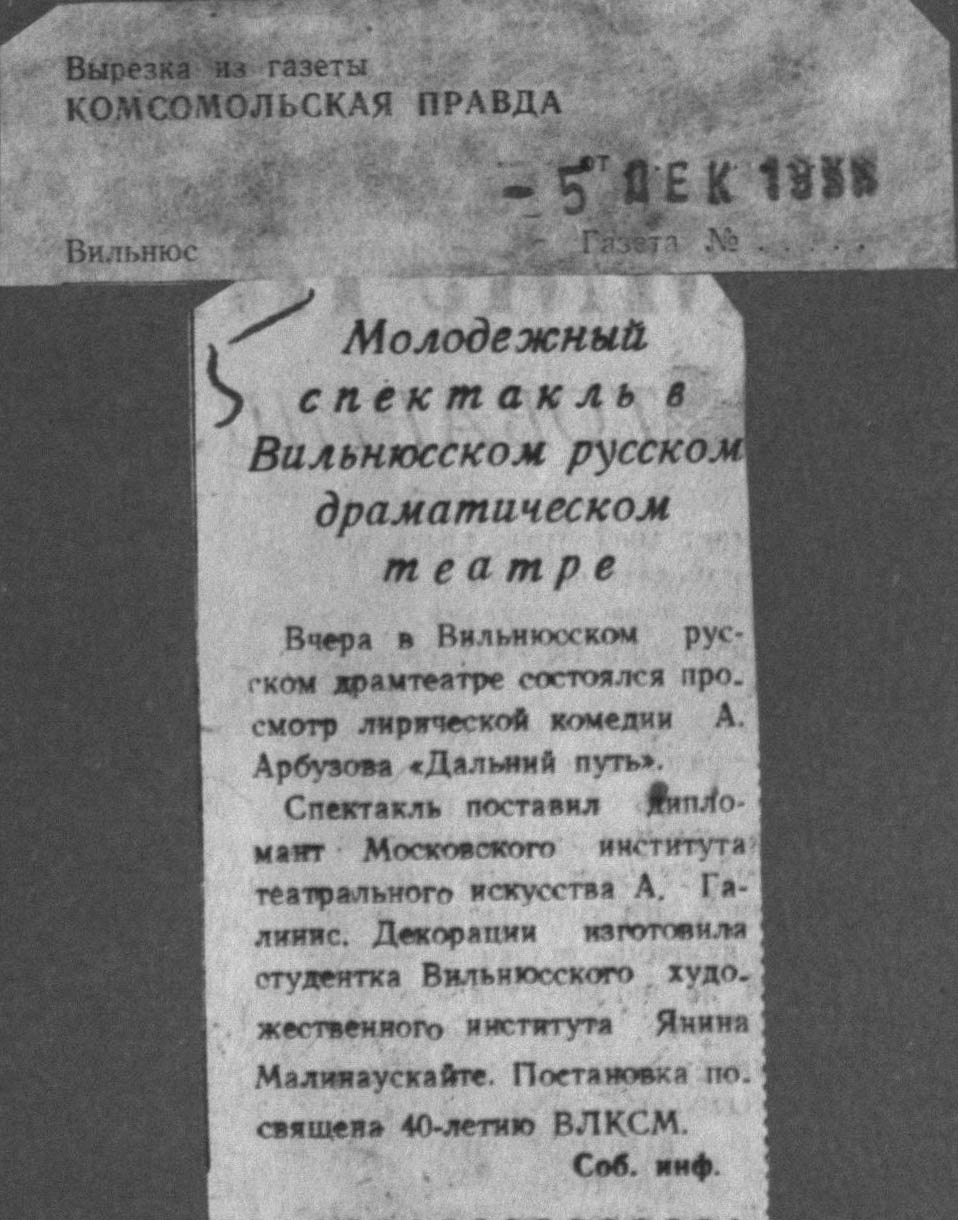 Вырезка из газеты
КОМСОМОЛЬСКАЯ ПРАВДА
от
- 5 ДЕК 1958
Вильнюс
Газета № . . . . .
Молодежный
спектакль в
Вильнюсском русском
драматическом
театре
Вчера в Вильнюсском рус-
ском драмтеатре состоялся про-
смотр лирической комедии А.
Арбузова «Дальний путь».
Спектакль поставил дипло-
мант Московского института
театрального искусства А. Га-
линис. Декорации изготовила
студентка Вильнюсского худо-
жественного института Янина
Малинаускайте. Постановка по-
священа 40-летию ВЛКСМ.
Соб. инф.